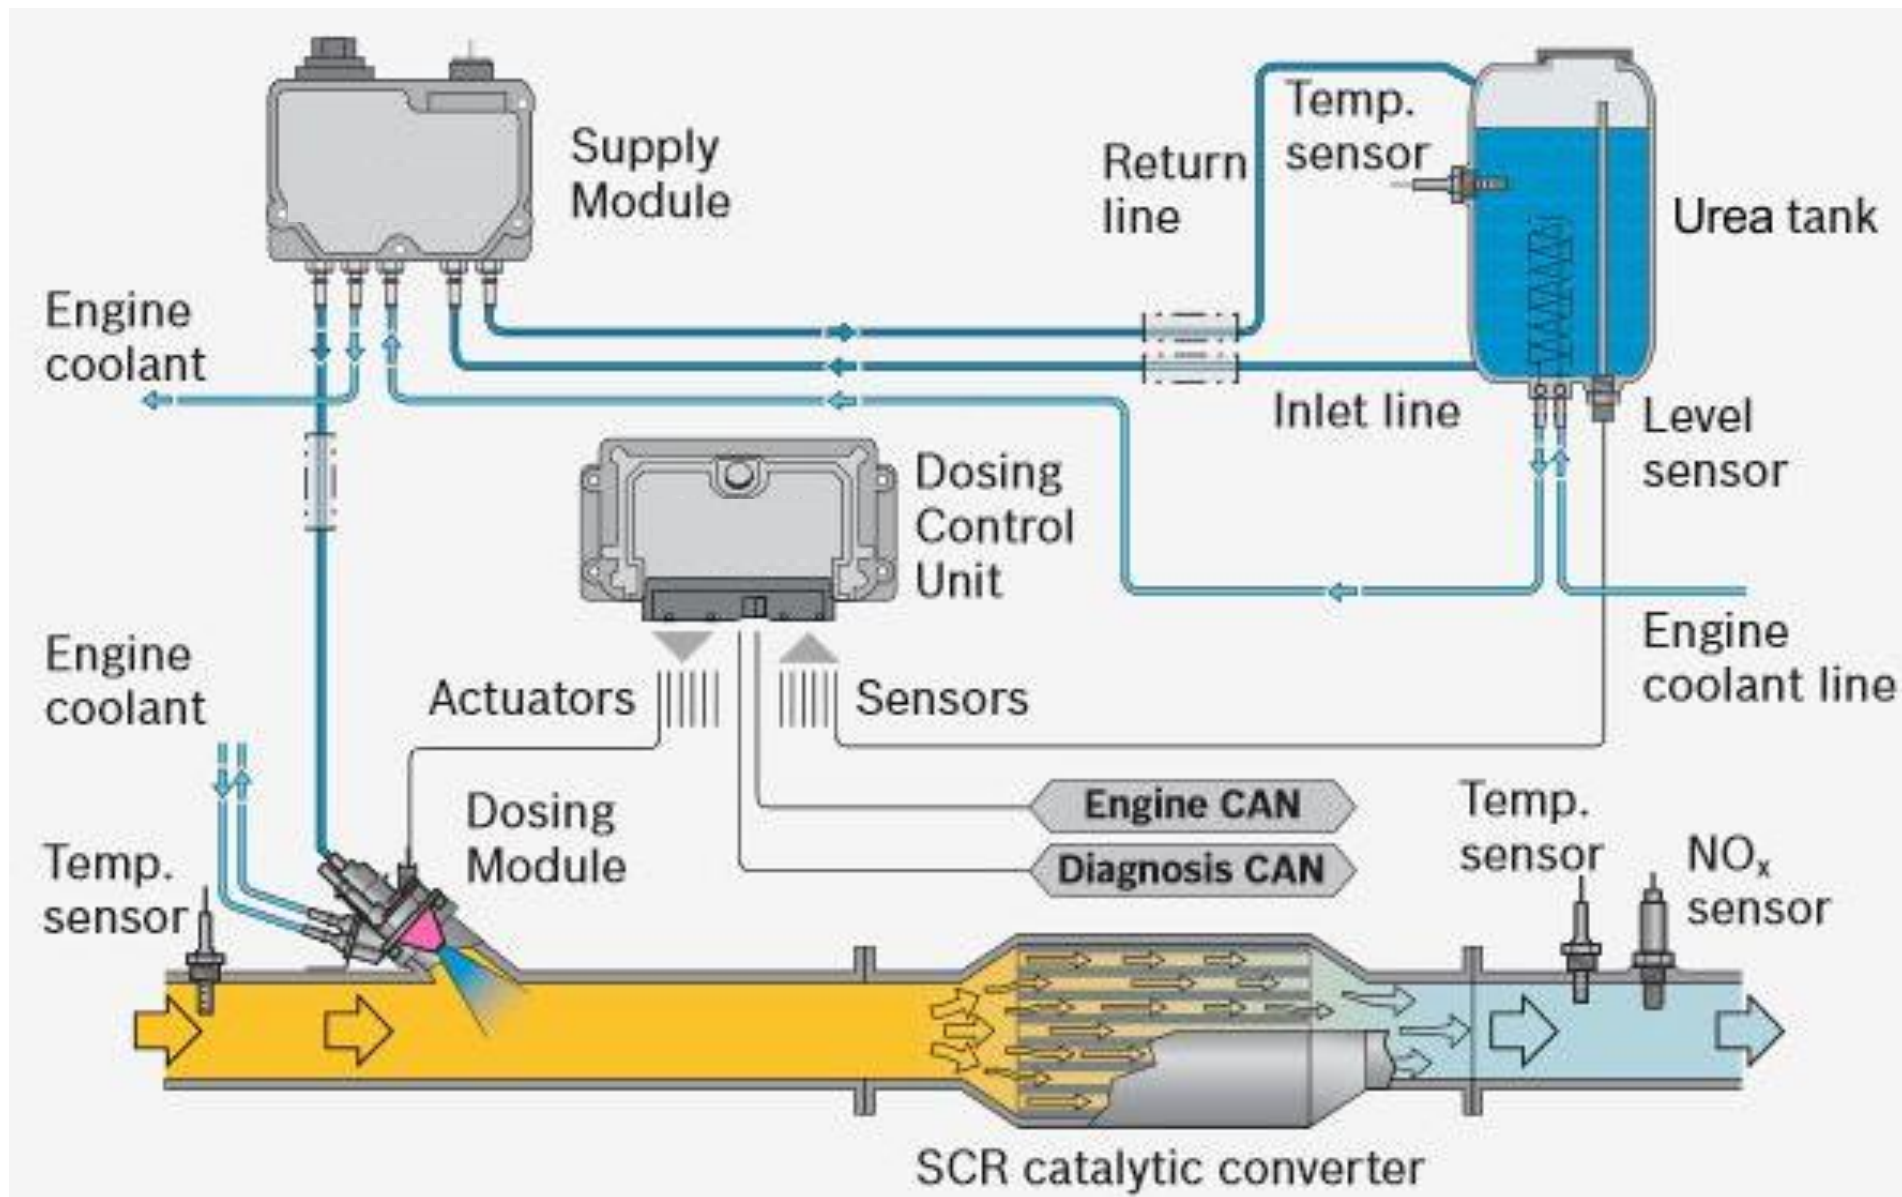 Supply
Module
Return
line
Temp.
sensor
Urea tank
Engine
coolant
Inlet line
Level
sensor
Dosing
Control
Unit
Engine
coolant line
Engine
coolant
Actuators
Sensors
Dosing
Module
Engine CAN
Diagnosis CAN
Temp.
sensor
Temp.
sensor
NOₓ
sensor
SCR catalytic converter